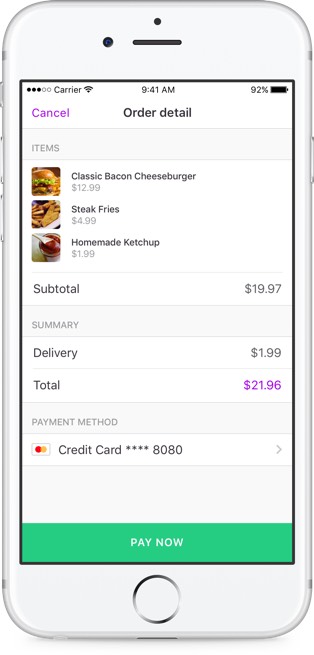 ●●●○○ Carrier 9:41 AM 92%
Cancel Order detail
ITEMS
Classic Bacon Cheeseburger
$12.99
Steak Fries
$4.99
Homemade Ketchup
$1.99
Subtotal $19.97
SUMMARY
Delivery $1.99
Total $21.96
PAYMENT METHOD
Credit Card **** 8080
PAY NOW